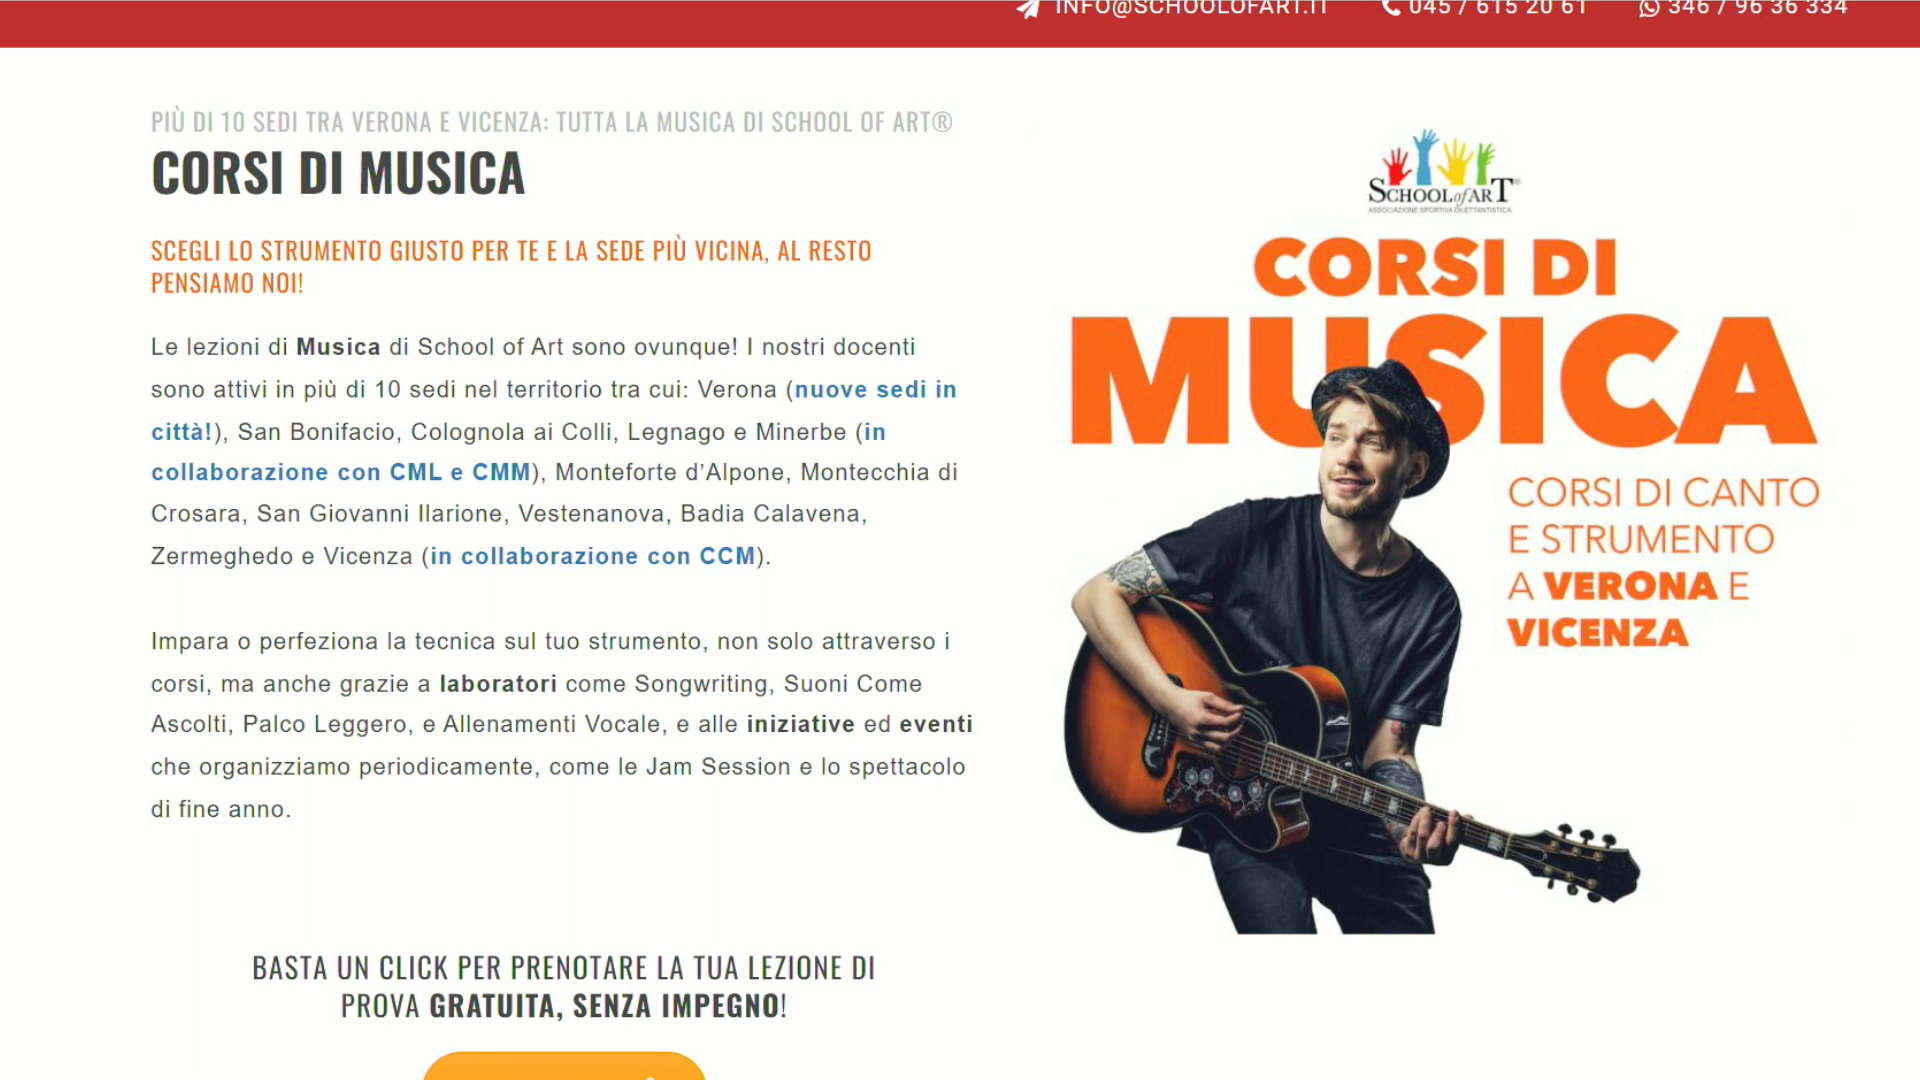 INFO@SCHOOLOFART.IT 045 / 615 20 61 346 / 96 36 334
PIÙ DI 10 SEDI TRA VERONA E VICENZA: TUTTA LA MUSICA DI SCHOOL OF ART®
CORSI DI MUSICA
SCEGLI LO STRUMENTO GIUSTO PER TE E LA SEDE PIÙ VICINA, AL RESTO
PENSIAMO NOI!
Le lezioni di Musica di School of Art sono ovunque! I nostri docenti
sono attivi in più di 10 sedi nel territorio tra cui: Verona (nuove sedi in
città!), San Bonifacio, Colognola ai Colli, Legnago e Minerbe (in
collaborazione con CML e CMM), Monteforte d’Alpone, Montecchia di
Crosara, San Giovanni Ilarione, Vestenanova, Badia Calavena,
Zermeghedo e Vicenza (in collaborazione con CCM).
Impara o perfeziona la tecnica sul tuo strumento, non solo attraverso i
corsi, ma anche grazie a laboratori come Songwriting, Suoni Come
Ascolti, Palco Leggero, e Allenamenti Vocale, e alle iniziative ed eventi
che organizziamo periodicamente, come le Jam Session e lo spettacolo
di fine anno.
BASTA UN CLICK PER PRENOTARE LA TUA LEZIONE DI
PROVA GRATUITA, SENZA IMPEGNO!
SCHOOL of ART®
ASSOCIAZIONE SPORTIVA DILETTANTISTICA
CORSI DI
MUSICA
CORSI DI CANTO
E STRUMENTO
A VERONA E
VICENZA